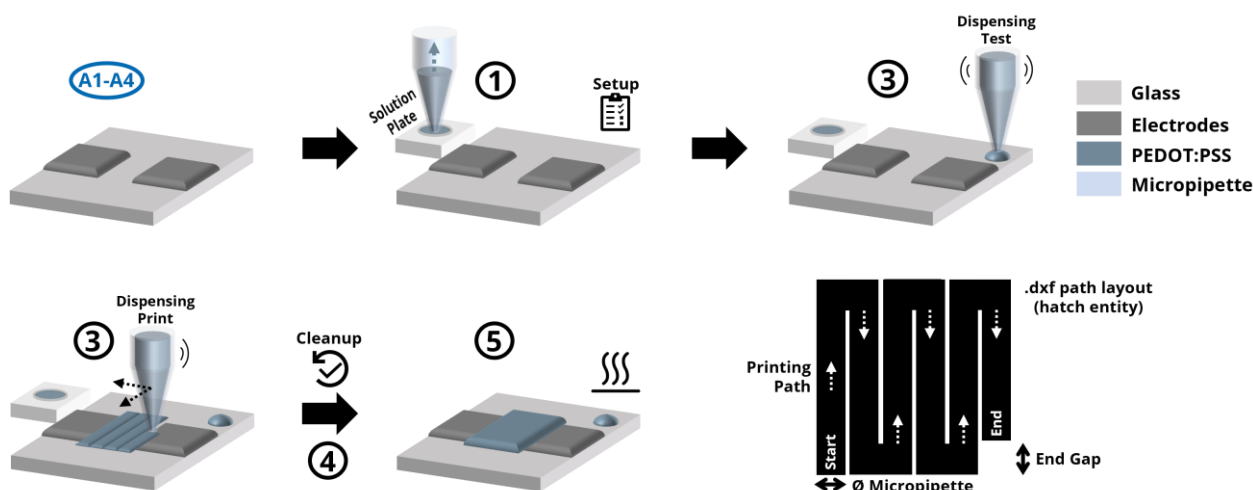 A1-A4
1
Solution
Plate
Setup
3
Dispensing
Test
Glass
Electrodes
PEDOT:PSS
Micropipette
3
Dispensing
Print
Cleanup
4
5
.dxf path layout
(hatch entity)
Printing
Path
Start
End
End Gap
Ø Micropipette